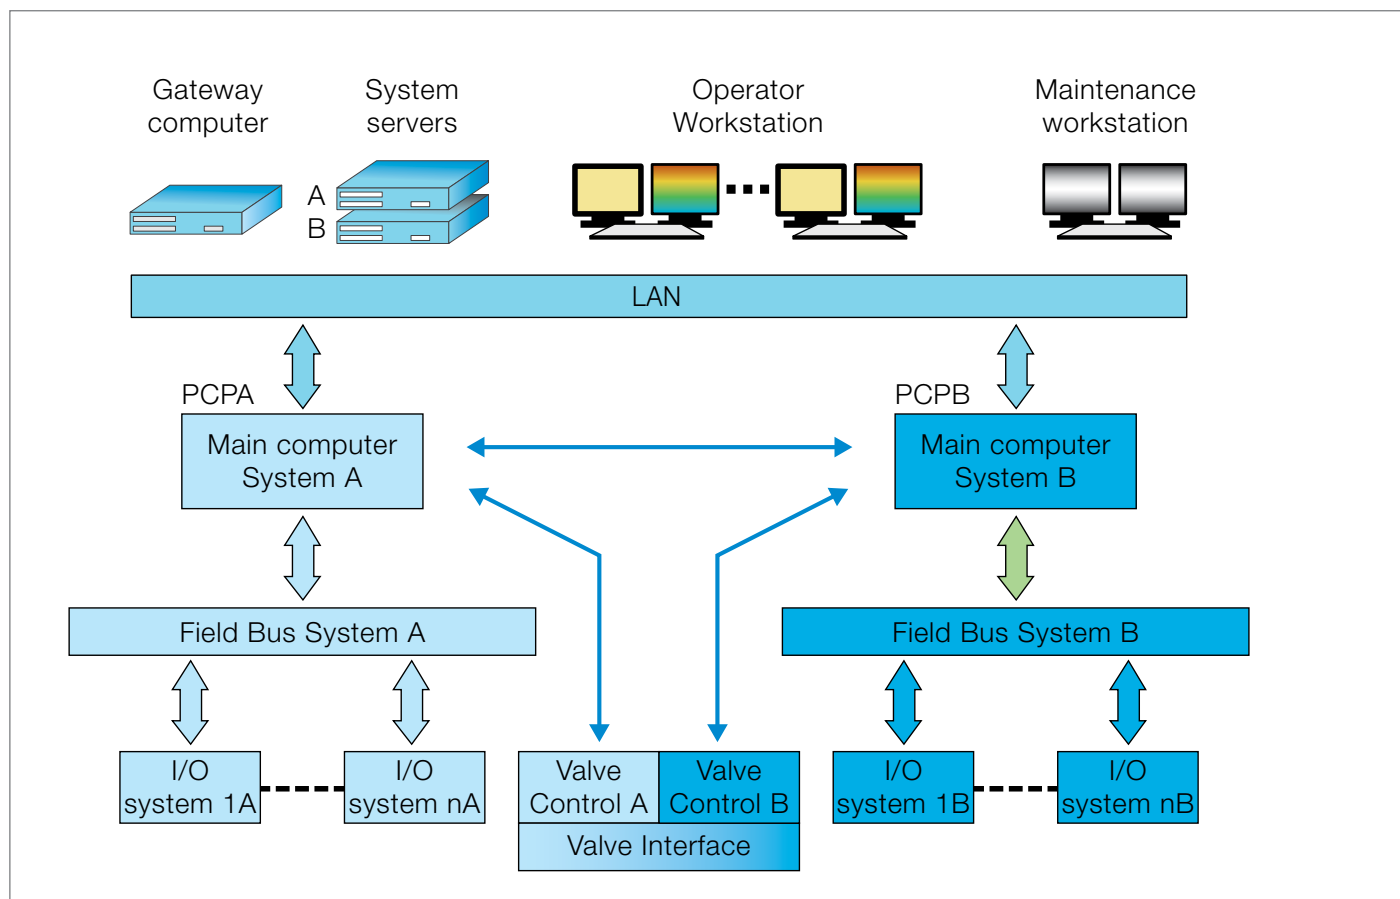 Gateway
computer
System
servers
Operator
Workstation
Maintenance
workstation
A
B
LAN
PCPA
PCPB
Main computer
System A
Main computer
System B
Field Bus System A
Field Bus System B
I/O
system 1A
I/O
system nA
Valve
Control A
Valve
Control B
I/O
system 1B
I/O
system nB
Valve Interface